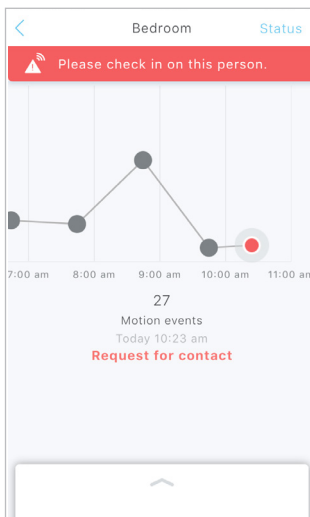 Bedroom
Status
Please check in on this person.
7:00 am 8:00 am 9:00 am 10:00 am 11:00 am
27
Motion events
Today 10:23 am
Request for contact